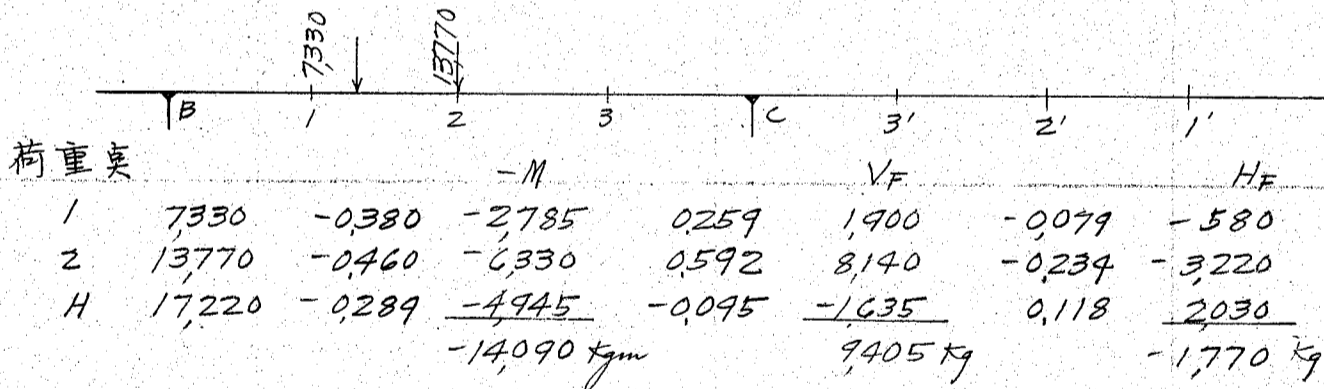 7,330 13,770
B 1 2 3 C 3' 2' 1'
荷重点 -M VF HF
1 7,330 -0,380 -2,785 0,259 1,900 -0,079 -580
2 13,770 -0,460 -6,330 0,592 8,140 -0,234 -3,220
H 17,220 -0,289 -4,945 -0,095 -1,635 0,118 2,030
-14,090 kgm 9,405 kg -1,770 kg